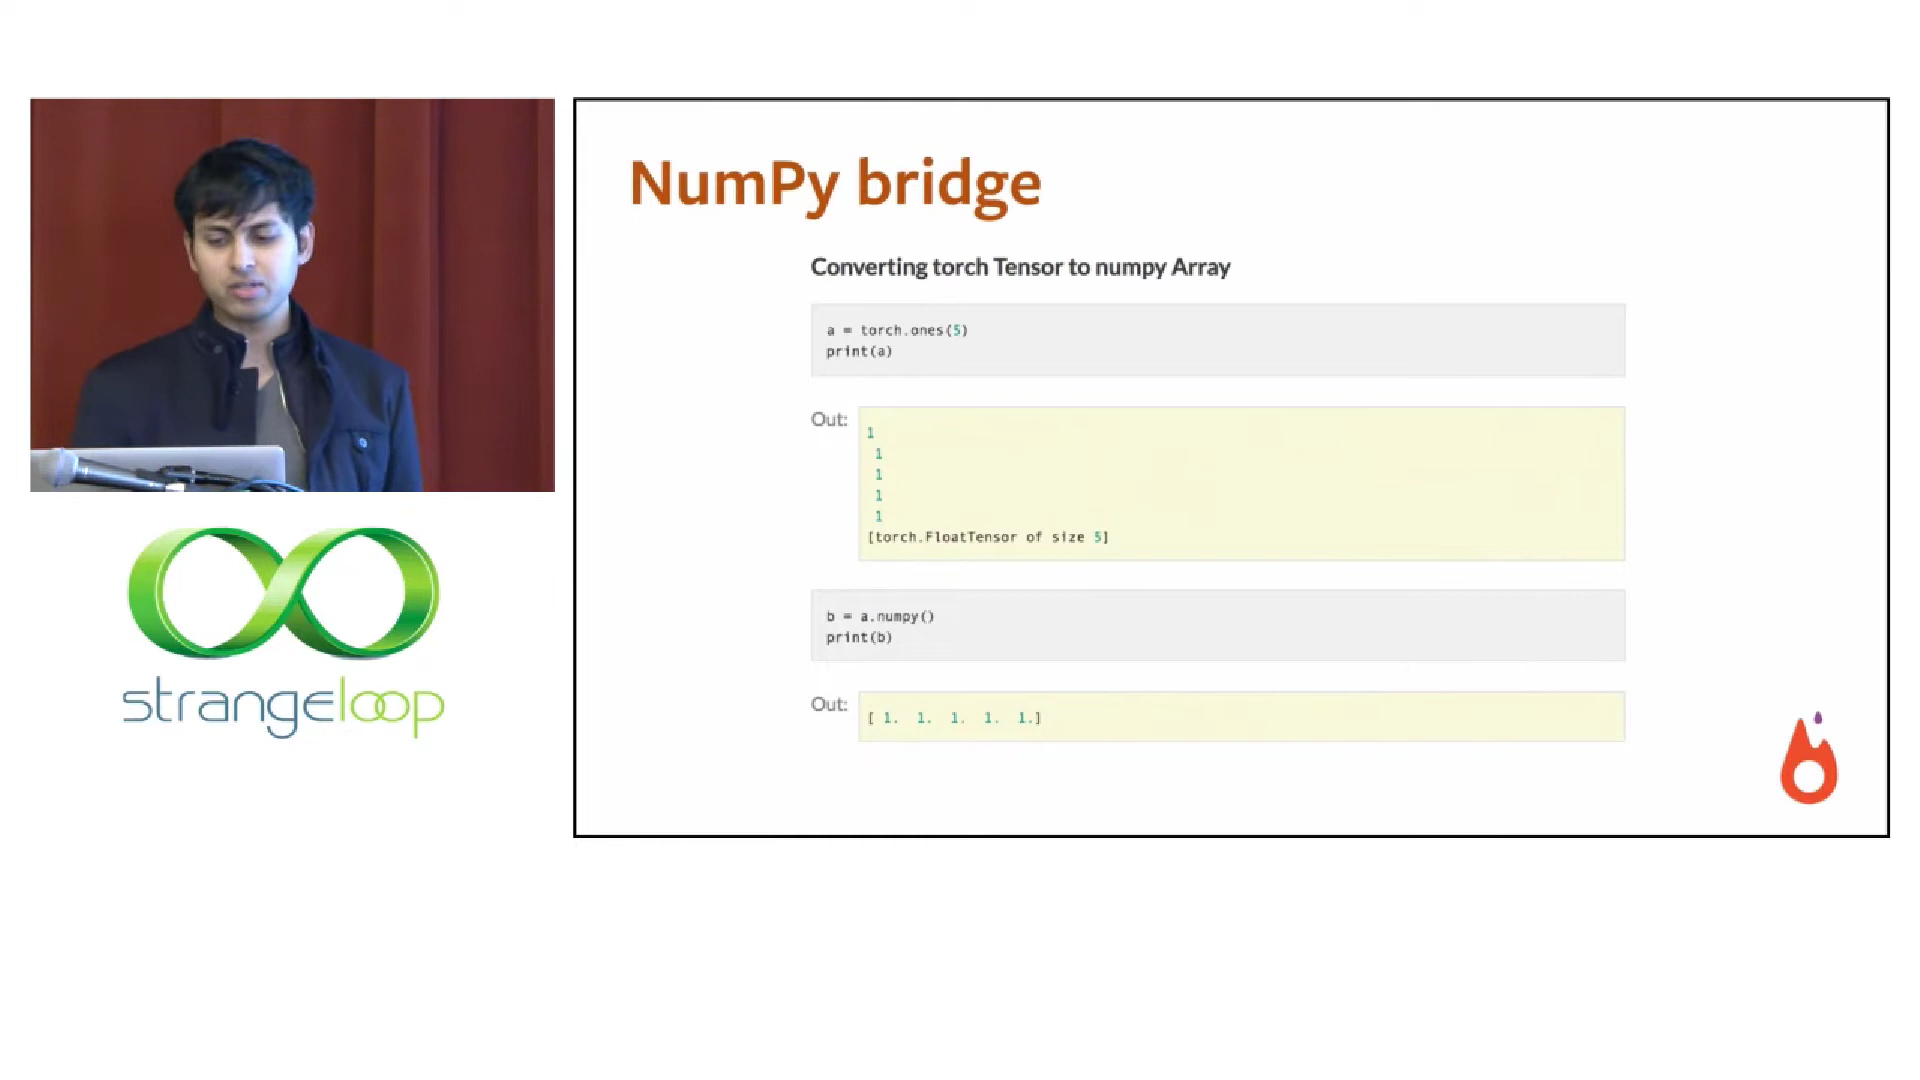 strangeloop
NumPy bridge
Converting torch Tensor to numpy Array
a = torch.ones(5)
print(a)
Out:
1
1
1
1
1
[torch.FloatTensor of size 5]
b = a.numpy()
print(b)
Out:
[ 1. 1. 1. 1. 1.]